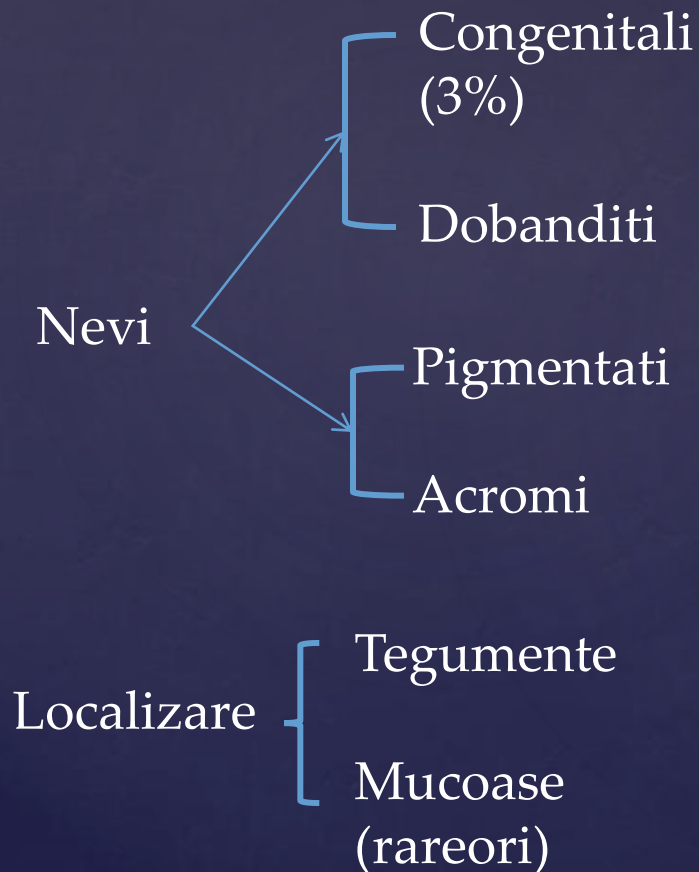 Congenitali
(3%)
Dobanditi
Nevi
Pigmentati
Acromi
Tegumente
Localizare
Mucoase
(rareori)